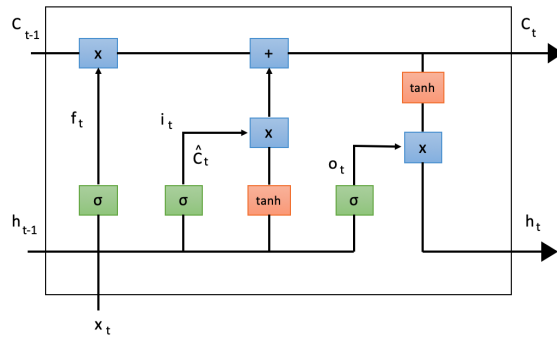 C t-1 C t
x +
tanh
f t i t x x
Ĉ t o t
σ σ tanh σ
h t-1 h t
x t